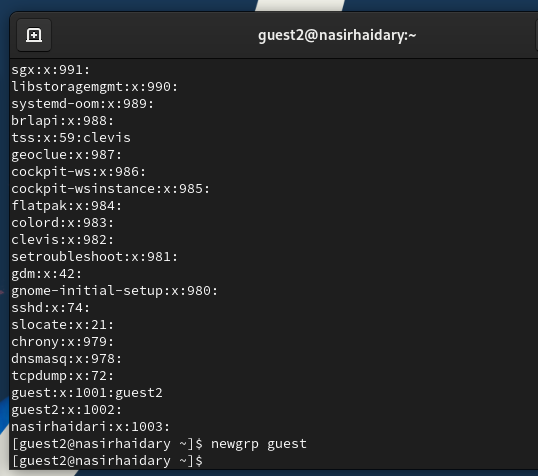 guest2@nasirhaidary:~
sgx:x:991:
libstoragemgmt:x:990:
systemd-oom:x:989:
brlapi:x:988:
tss:x:59:clevis
geoclue:x:987:
cockpit-ws:x:986:
cockpit-wsinstance:x:985:
flatpak:x:984:
colord:x:983:
clevis:x:982:
setroubleshoot:x:981:
gdm:x:42:
gnome-initial-setup:x:980:
sshd:x:74:
slocate:x:21:
chrony:x:979:
dnsmasq:x:978:
tcpdump:x:72:
guest:x:1001:guest2
guest2:x:1002:
nasirhaidari:x:1003:
[guest2@nasirhaidary ~]$ newgrp guest
[guest2@nasirhaidary ~]$